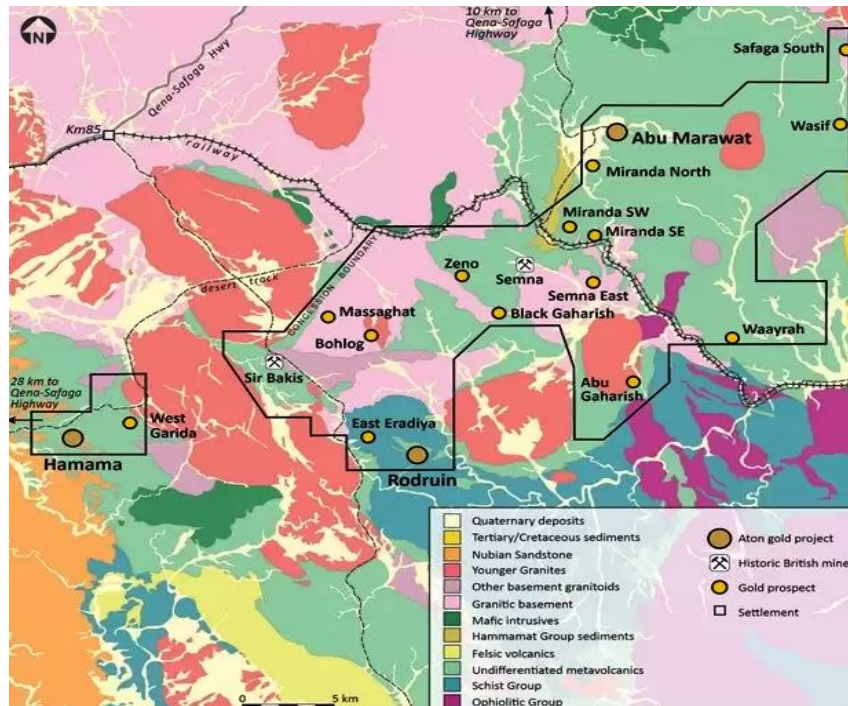 N
10 km to
Qena-Safaga
Highway
Safaga South
Qena-Safoga Hwy
Km85
railway
Abu Marawat
Wasif
Miranda North
Miranda SW
Miranda SE
CONCESSION BOUNDARY
Zeno
Semna
desert track
Semna East
Massaghat
Black Gaharish
Bohlog
Waayrah
Sir Bakis
Abu
Gaharish
28 km to
Qena-Safaga
Highway
West
Garida
East Eradiya
Hamama
Rodruin
Quaternary deposits
Tertiary/Cretaceous sediments
Nubian Sandstone
Younger Granites
Other basement granitoids
Granitic basement
Mafic intrusives
Hammamat Group sediments
Felsic volcanics
Undifferentiated metavolcanics
Schist Group
Ophiolitic Group
Aton gold project
Historic British mine
Gold prospect
Settlement
0 5 km